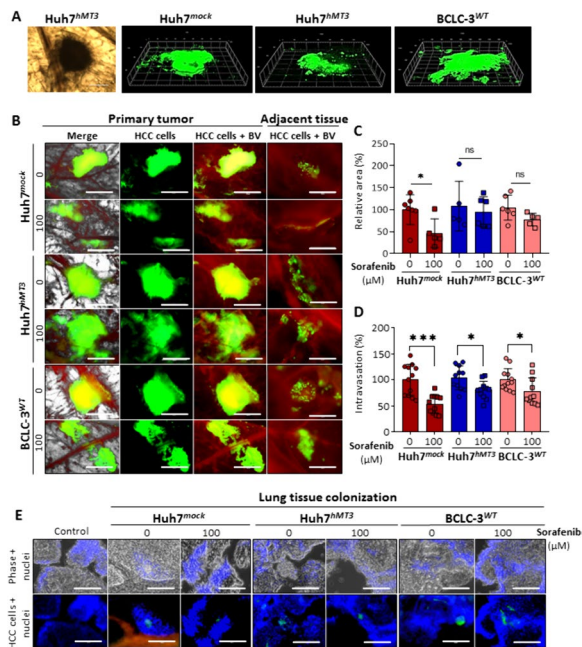 A
Huh7hMT3
Huh7mock
Huh7hMT3
BCLC-3WT
B
Primary tumor
Adjacent tissue
Merge
HCC cells
HCC cells + BV
HCC cells + BV
Huh7mock
0
100
Huh7hMT3
0
100
BCLC-3WT
0
100
C
ns
ns
*
Relative area (%)
250
200
150
100
50
0
Sorafenib
(μM)
0 100 0 100 0 100
Huh7mock Huh7hMT3 BCLC-3WT
D
*** * *
Intravasation (%)
200
150
100
50
0
Sorafenib
(μM)
0 100 0 100 0 100
Huh7mock Huh7hMT3 BCLC-3WT
Lung tissue colonization
E
Control
Huh7mock
Huh7hMT3
BCLC-3WT
0 100 0 100 0 100
Sorafenib
(μM)
Phase +
nuclei
HCC cells +
nuclei